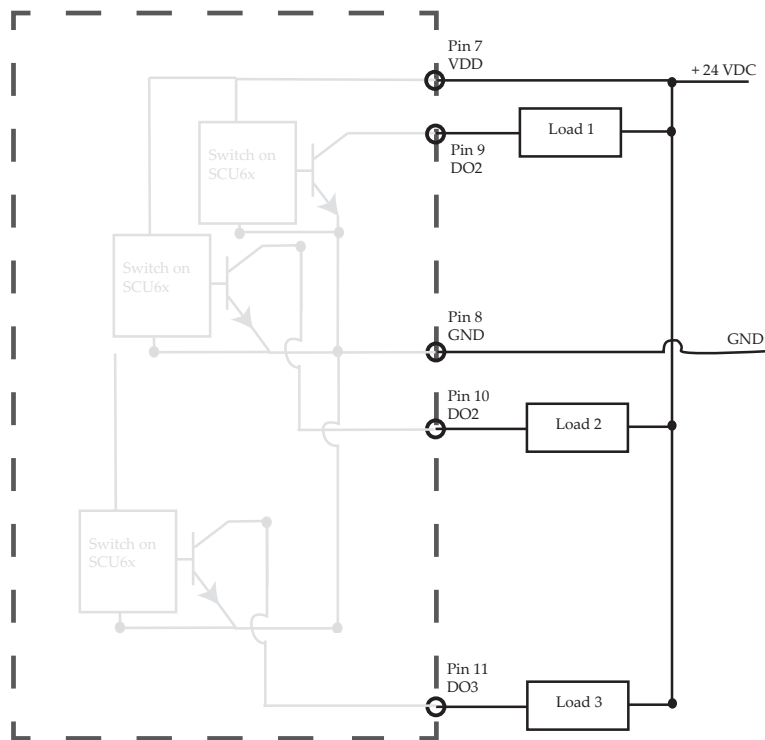 Pin 7
VDD
+ 24 VDC
Load 1
Pin 9
DO2
Switch on
SCU6x
Switch on
SCU6x
Pin 8
GND
GND
Pin 10
DO2
Load 2
Switch on
SCU6x
Pin 11
DO3
Load 3